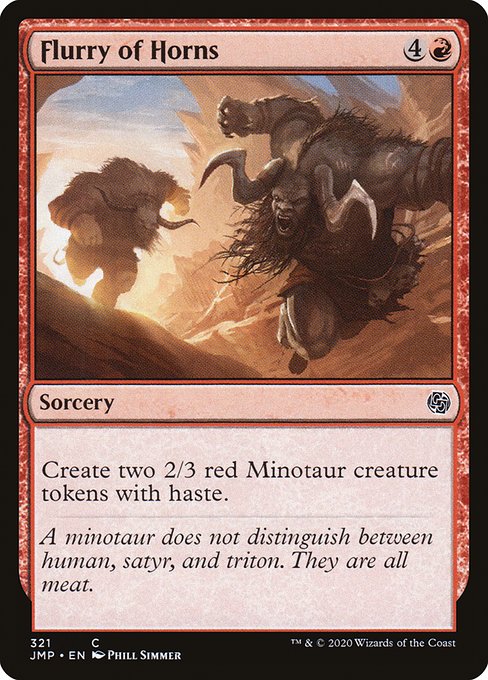 Flurry of Horns 4
Sorcery
Create two 2/3 red Minotaur creature
tokens with haste.
A minotaur does not distinguish between
human, satyr, and triton. They are all
meat.
321 C
JMP • EN Phill Simmer
™ & © 2020 Wizards of the Coast